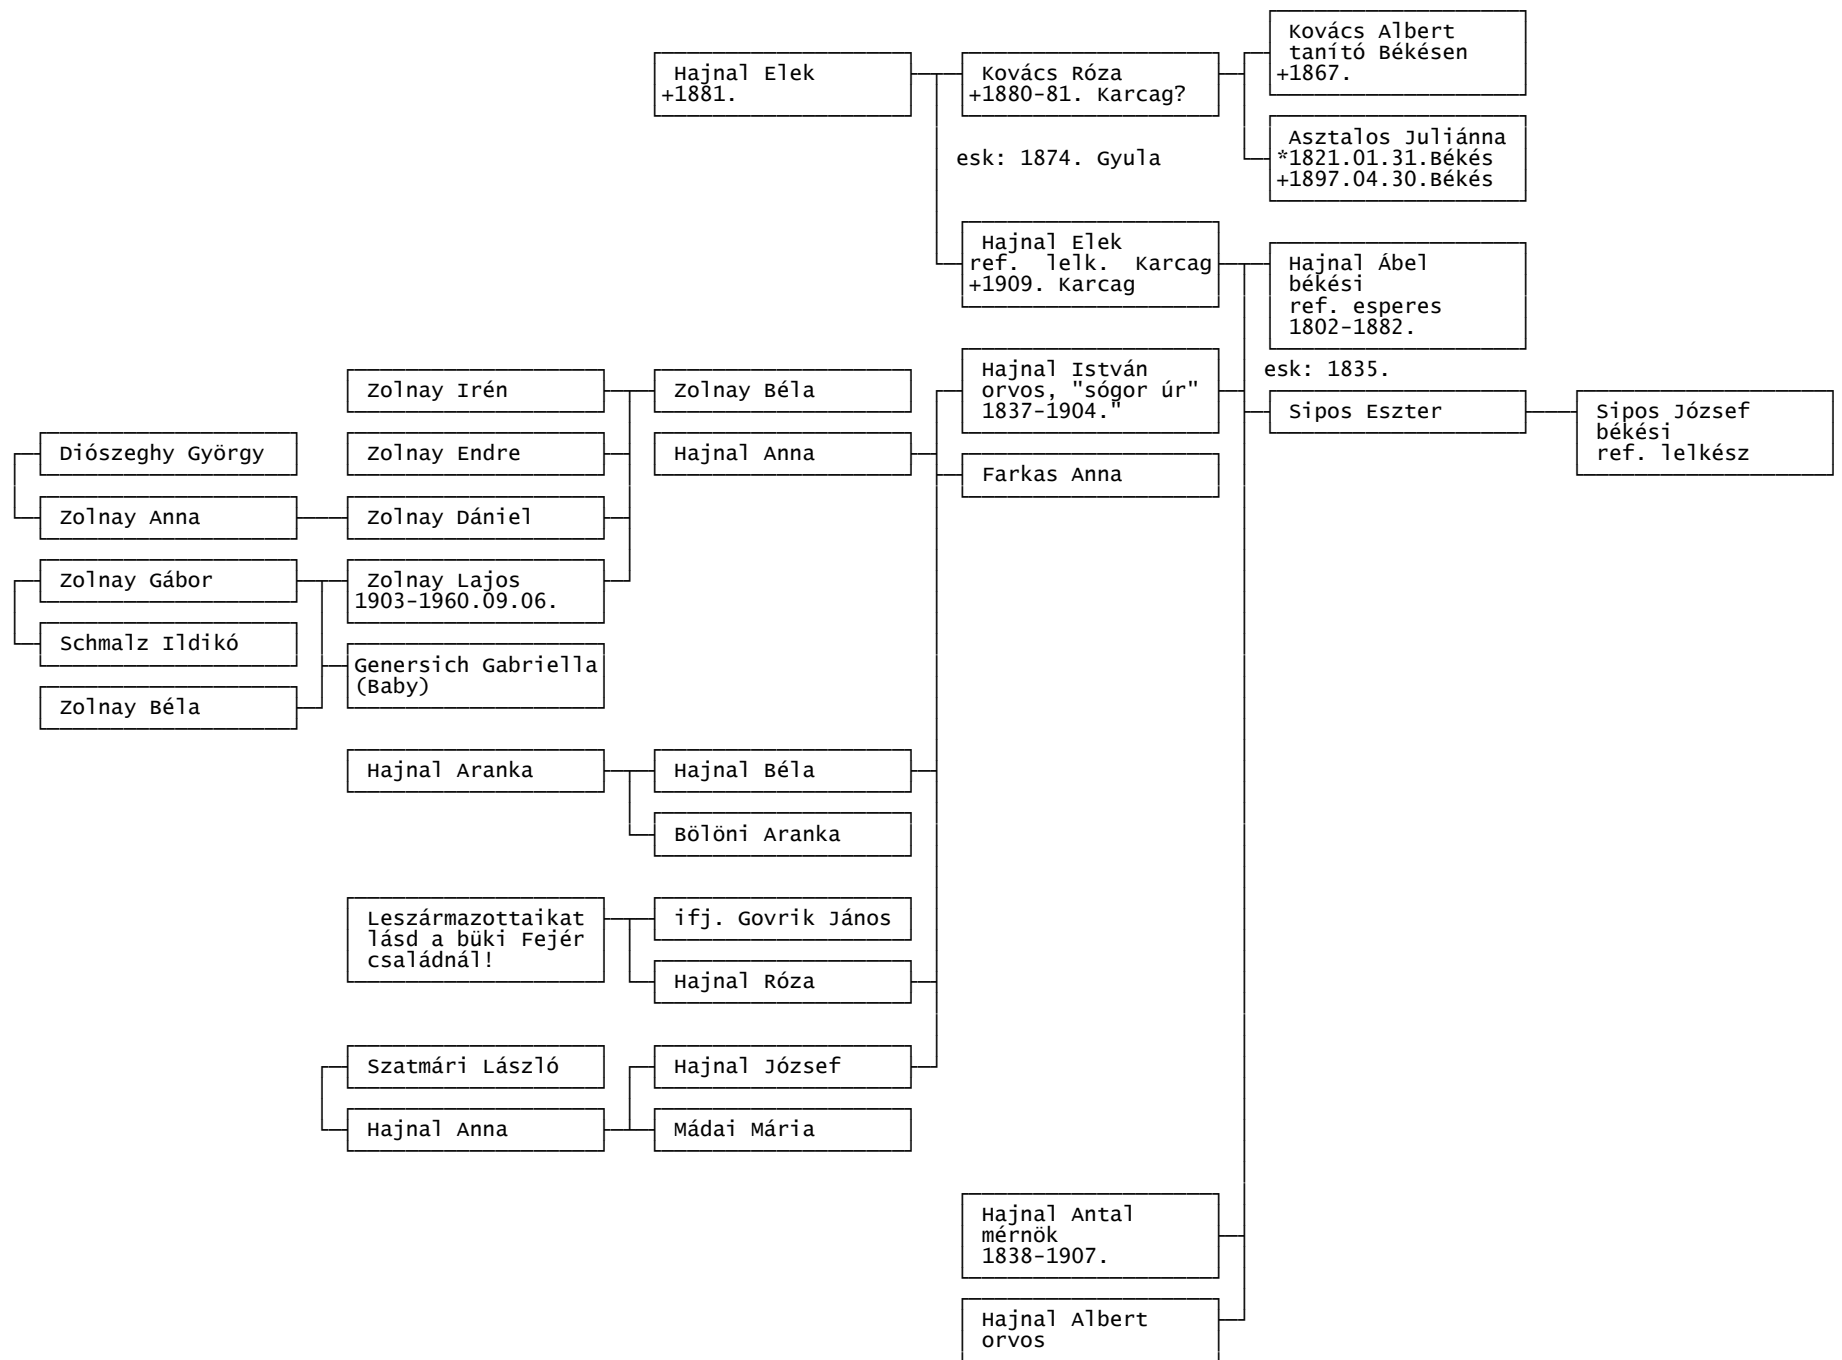 Kovács Albert
tanító Békésen
+1867.
Hajnal Elek
+1881.
Kovács Róza
+1880-81. Karcag?
Asztalos Juliánna
*1821.01.31.Békés
+1897.04.30.Békés
esk: 1874. Gyula
Hajnal Elek
ref. lelk. Karcag
+1909. Karcag
Hajnal Ábel
békési
ref. esperes
1802-1882.
esk: 1835.
Hajnal István
orvos, "sógor úr"
1837-1904."
Zolnay Irén
Zolnay Béla
Sipos Eszter
Sipos József
békési
ref. lelkész
Diószeghy György
Zolnay Endre
Hajnal Anna
Farkas Anna
Zolnay Anna
Zolnay Dániel
Zolnay Gábor
Zolnay Lajos
1903-1960.09.06.
Schmalz Ildikó
Genersich Gabriella
(Baby)
Zolnay Béla
Hajnal Aranka
Hajnal Béla
Bölöni Aranka
Leszármazottaikat
lásd a büki Fejér
családnál!
ifj. Govrik János
Hajnal Róza
Szatmári László
Hajnal József
Hajnal Anna
Mádai Mária
Hajnal Antal
mérnök
1838-1907.
Hajnal Albert
orvos